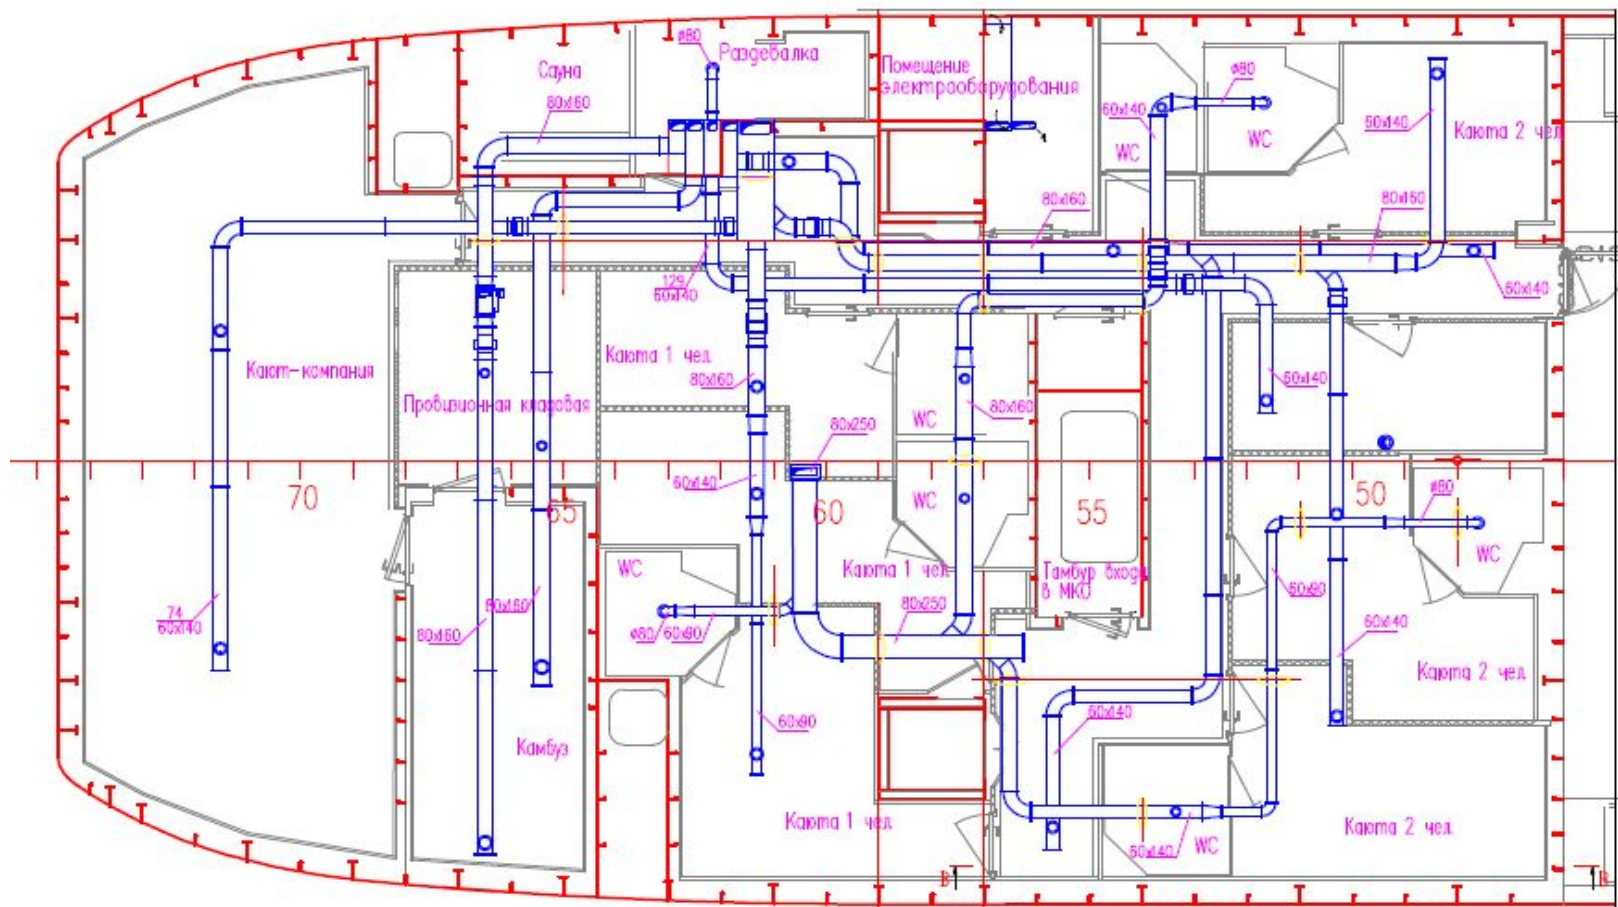 ø80
Раздевалка
Сауна
80x160
Помещение
электрооборудования
60x140
ø80
WC
WC
60x140
Каюта 2 чел
80x160
80x160
129
60x140
60x140
Кают-компания
Каюта 1 чел
80x160
Провизионная кладовая
80x160
60x140
WC
80x250
60x140
WC
70
65
60
55
50
ø80
WC
WC
Каюта 1 чел
Тамбур входа
в МКО
60x90
74
60x140
80x160
80x160
ø80
60x90
80x250
60x140
Каюта 2 чел
60x90
60x140
Камбуз
Каюта 1 чел
60x140
WC
Каюта 2 чел
В
В